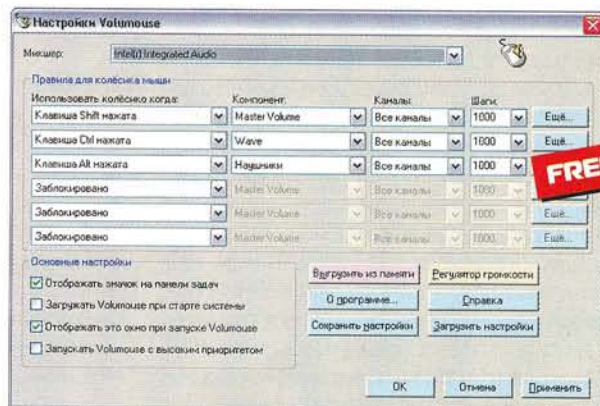 Настройки Volumouse
Микшер: Intel(r) Integrated Audio
Правила для колёсика мыши
Использовать колёсико когда: Компонент: Каналы: Шаги:
Клавиша Shift нажата Master Volume Все каналы 1000 Ещё...
Клавиша Ctrl нажата Wave Все каналы 1000 Ещё...
Клавиша Alt нажата Наушники Все каналы 1000
FRE
Заблокировано Master Volume Все каналы 1000
Заблокировано Master Volume Все каналы 1000 Ещё...
Заблокировано Master Volume Все каналы 1000 Ещё...
Основные настройки
Отображать значок на панели задач
Загружать Volumouse при старте системы
Отображать это окно при запуске Volumouse
Запускать Volumouse с высоким приоритетом
Выгрузить из памяти Регулятор громкости
О программе... Справка
Сохранить настройки Загрузить настройки
OK Отмена Применить